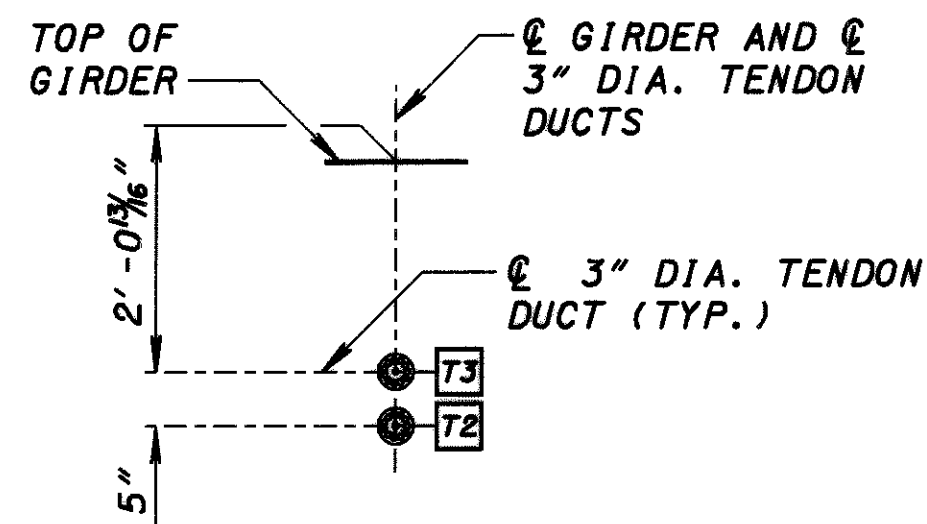 TOP OF
GIRDER
℄ GIRDER AND ℄
3" DIA. TENDON
DUCTS
2'-0 13/16"
℄ 3" DIA. TENDON
DUCT (TYP.)
T3
T2
5"